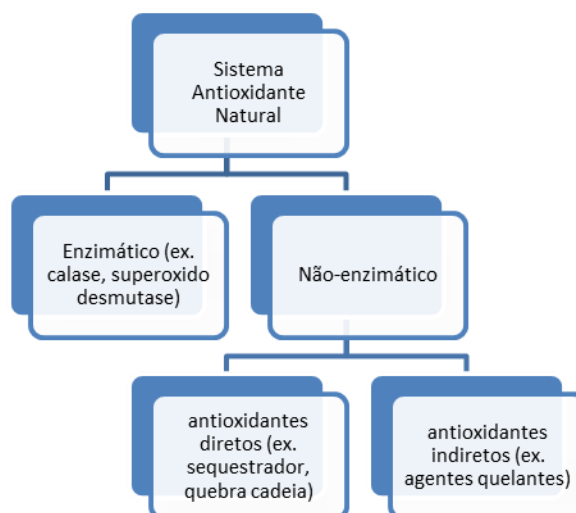 Sistema
Antioxidante
Natural
Enzimático (ex.
calase, superoxido
desmutase)
Não-enzimático
antioxidantes
diretos (ex.
sequestrador,
quebra cadeia)
antioxidantes
indiretos (ex.
agentes quelantes)